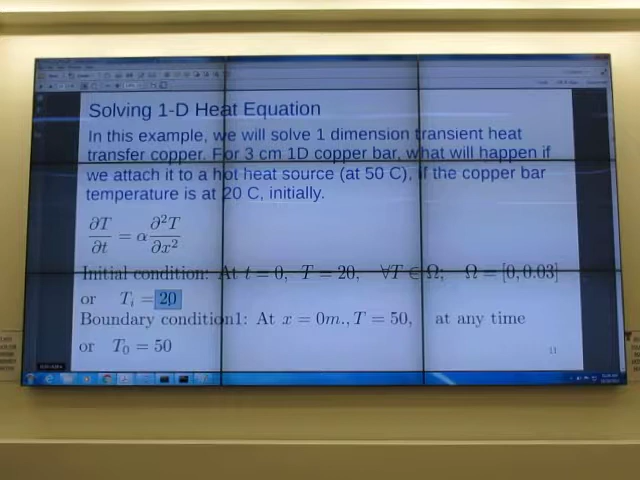 Solving 1-D Heat Equation
In this example, we will solve 1 dimension transient heat
transfer copper. For 3 cm 1D copper bar, what will happen if
we attach it to a hot heat source (at 50 C), if the copper bar
temperature is at 20 C, initially.
∂T/∂t = α ∂²T/∂x²
Initial condition: At t = 0, T = 20, ∀T ∈ Ω; Ω = [0, 0.03]
or Tᵢ = 20
Boundary condition1: At x = 0m., T = 50, at any time
or T₀ = 50
11